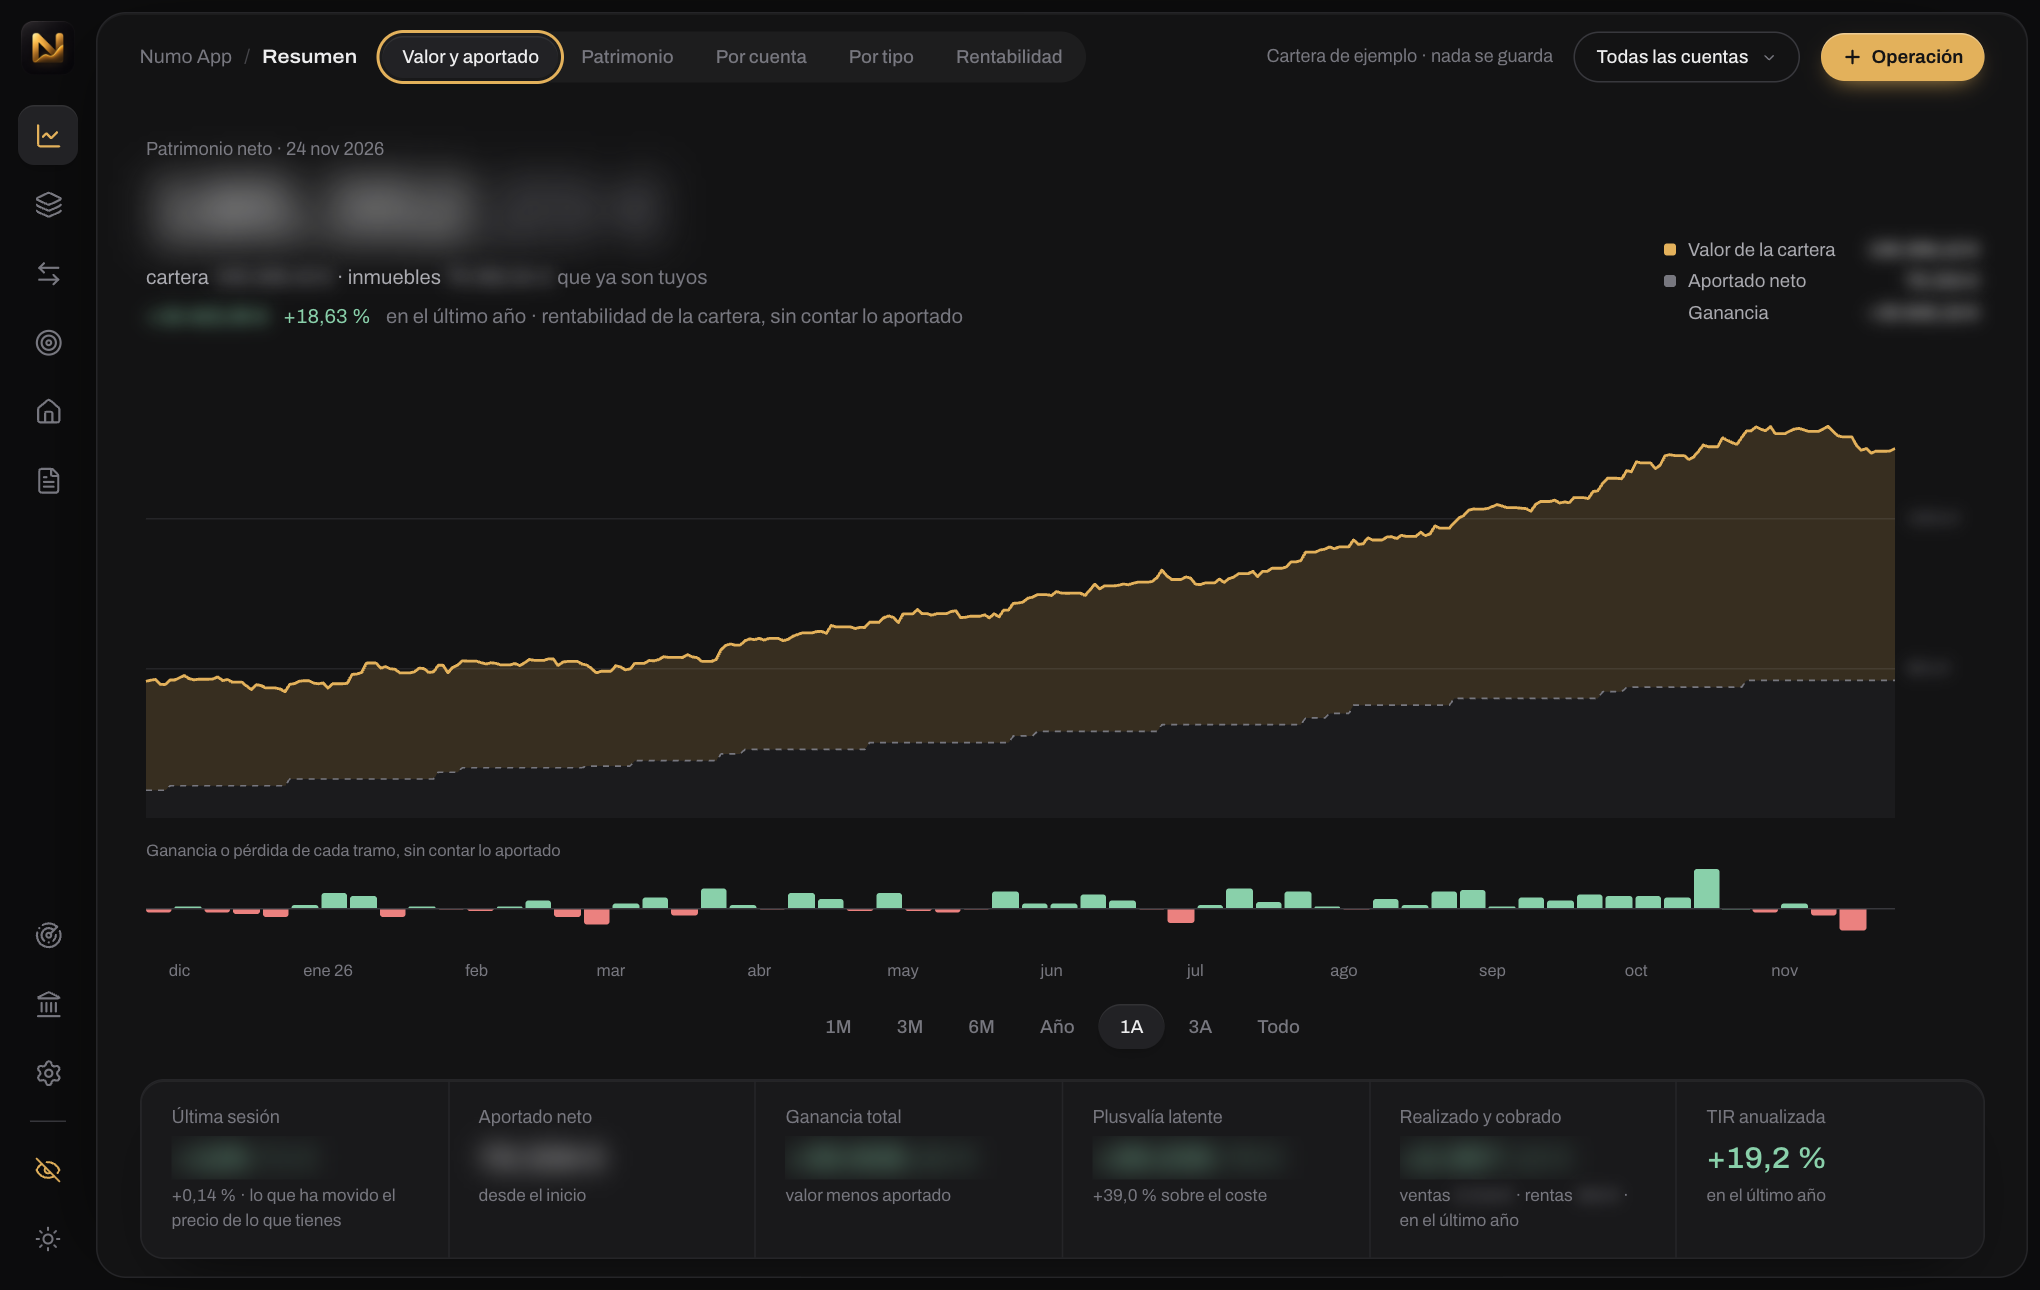 Numo App / Resumen
Valor y aportado
Patrimonio
Por cuenta
Por tipo
Rentabilidad
Cartera de ejemplo · nada se guarda
Todas las cuentas
+ Operación
Patrimonio neto · 24 nov 2026
cartera · inmuebles que ya son tuyos
+18,63 % en el último año · rentabilidad de la cartera, sin contar lo aportado
Valor de la cartera
Aportado neto
Ganancia
Ganancia o pérdida de cada tramo, sin contar lo aportado
dic ene 26 feb mar abr may jun jul ago sep oct nov
1M 3M 6M Año 1A 3A Todo
Última sesión
+0,14 % · lo que ha movido el
precio de lo que tienes
Aportado neto
desde el inicio
Ganancia total
valor menos aportado
Plusvalía latente
+39,0 % sobre el coste
Realizado y cobrado
ventas · rentas ·
en el último año
TIR anualizada
+19,2 %
en el último año